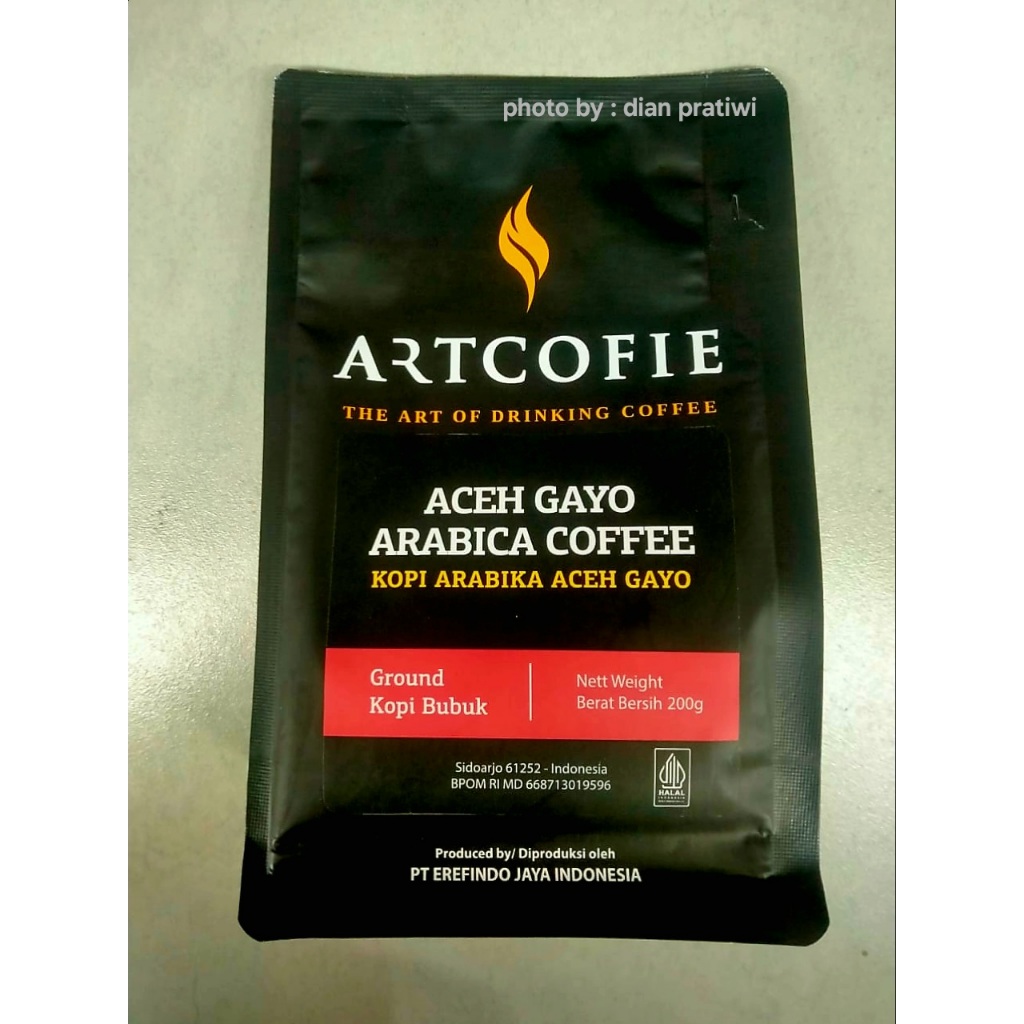 photo by : dian pratiwi
ARTCOFIE
THE ART OF DRINKING COFFEE
ACEH GAYO
ARABICA COFFEE
KOPI ARABIKA ACEH GAYO
Ground
Kopi Bubuk
Nett Weight
Berat Bersih 200g
Sidoarjo 61252 - Indonesia
BPOM RI MD 668713019596
HALAL
INDONESIA
Produced by/ Diproduksi oleh
PT EREFINDO JAYA INDONESIA